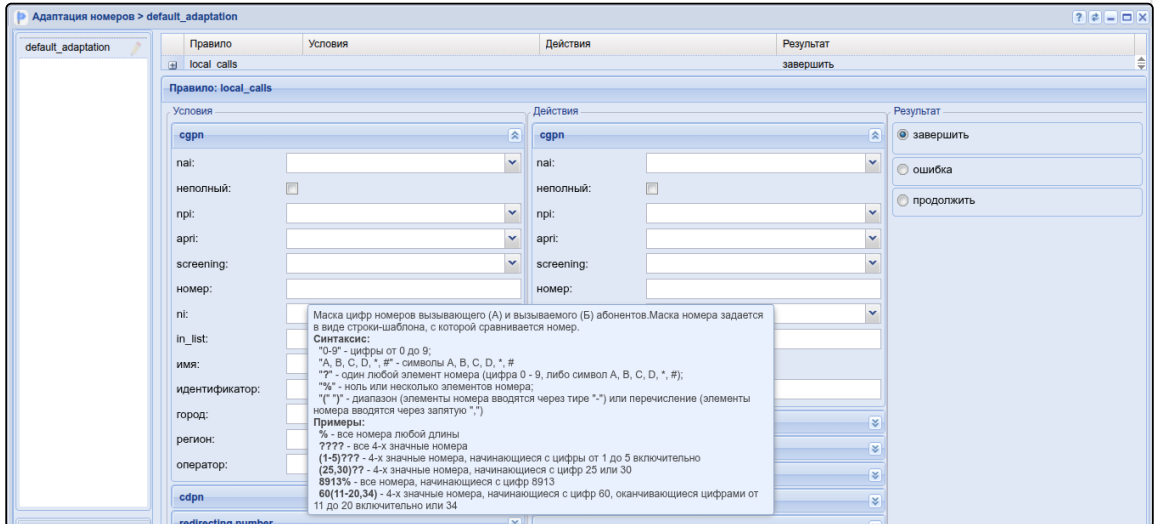 Адаптация номеров > default_adaptation
default_adaptation
Правило Условия Действия Результат
local_calls завершить
Правило: local_calls
Условия
cgpn
nai:
неполный:
npi:
apri:
screening:
номер:
ni:
in_list:
имя:
идентификатор:
город:
регион:
оператор:
cdpn
redirecting number
Действия
cgpn
nai:
неполный:
npi:
apri:
screening:
номер:
Результат
завершить
ошибка
продолжить
Маска цифр номеров вызывающего (А) и вызываемого (Б) абонентов.Маска номера задается
в виде строки-шаблона, с которой сравнивается номер.
Синтаксис:
"0-9" - цифры от 0 до 9;
"A, B, C, D, *, #" - символы A, B, C, D, *, #
"?" - один любой элемент номера (цифра 0 - 9, либо символ A, B, C, D, *, #);
"%" - ноль или несколько элементов номера;
"(" ")" - диапазон (элементы номера вводятся через тире "-") или перечисление (элементы
номера вводятся через запятую ",")
Примеры:
% - все номера любой длины
???? - все 4-х значные номера
(1-5)??? - 4-х значные номера, начинающиеся с цифры от 1 до 5 включительно
(25,30)?? - 4-х значные номера, начинающиеся с цифр 25 или 30
8913% - все номера, начинающиеся с цифр 8913
60(11-20,34) - 4-х значные номера, начинающиеся с цифр 60, оканчивающиеся цифрами от
11 до 20 включительно или 34